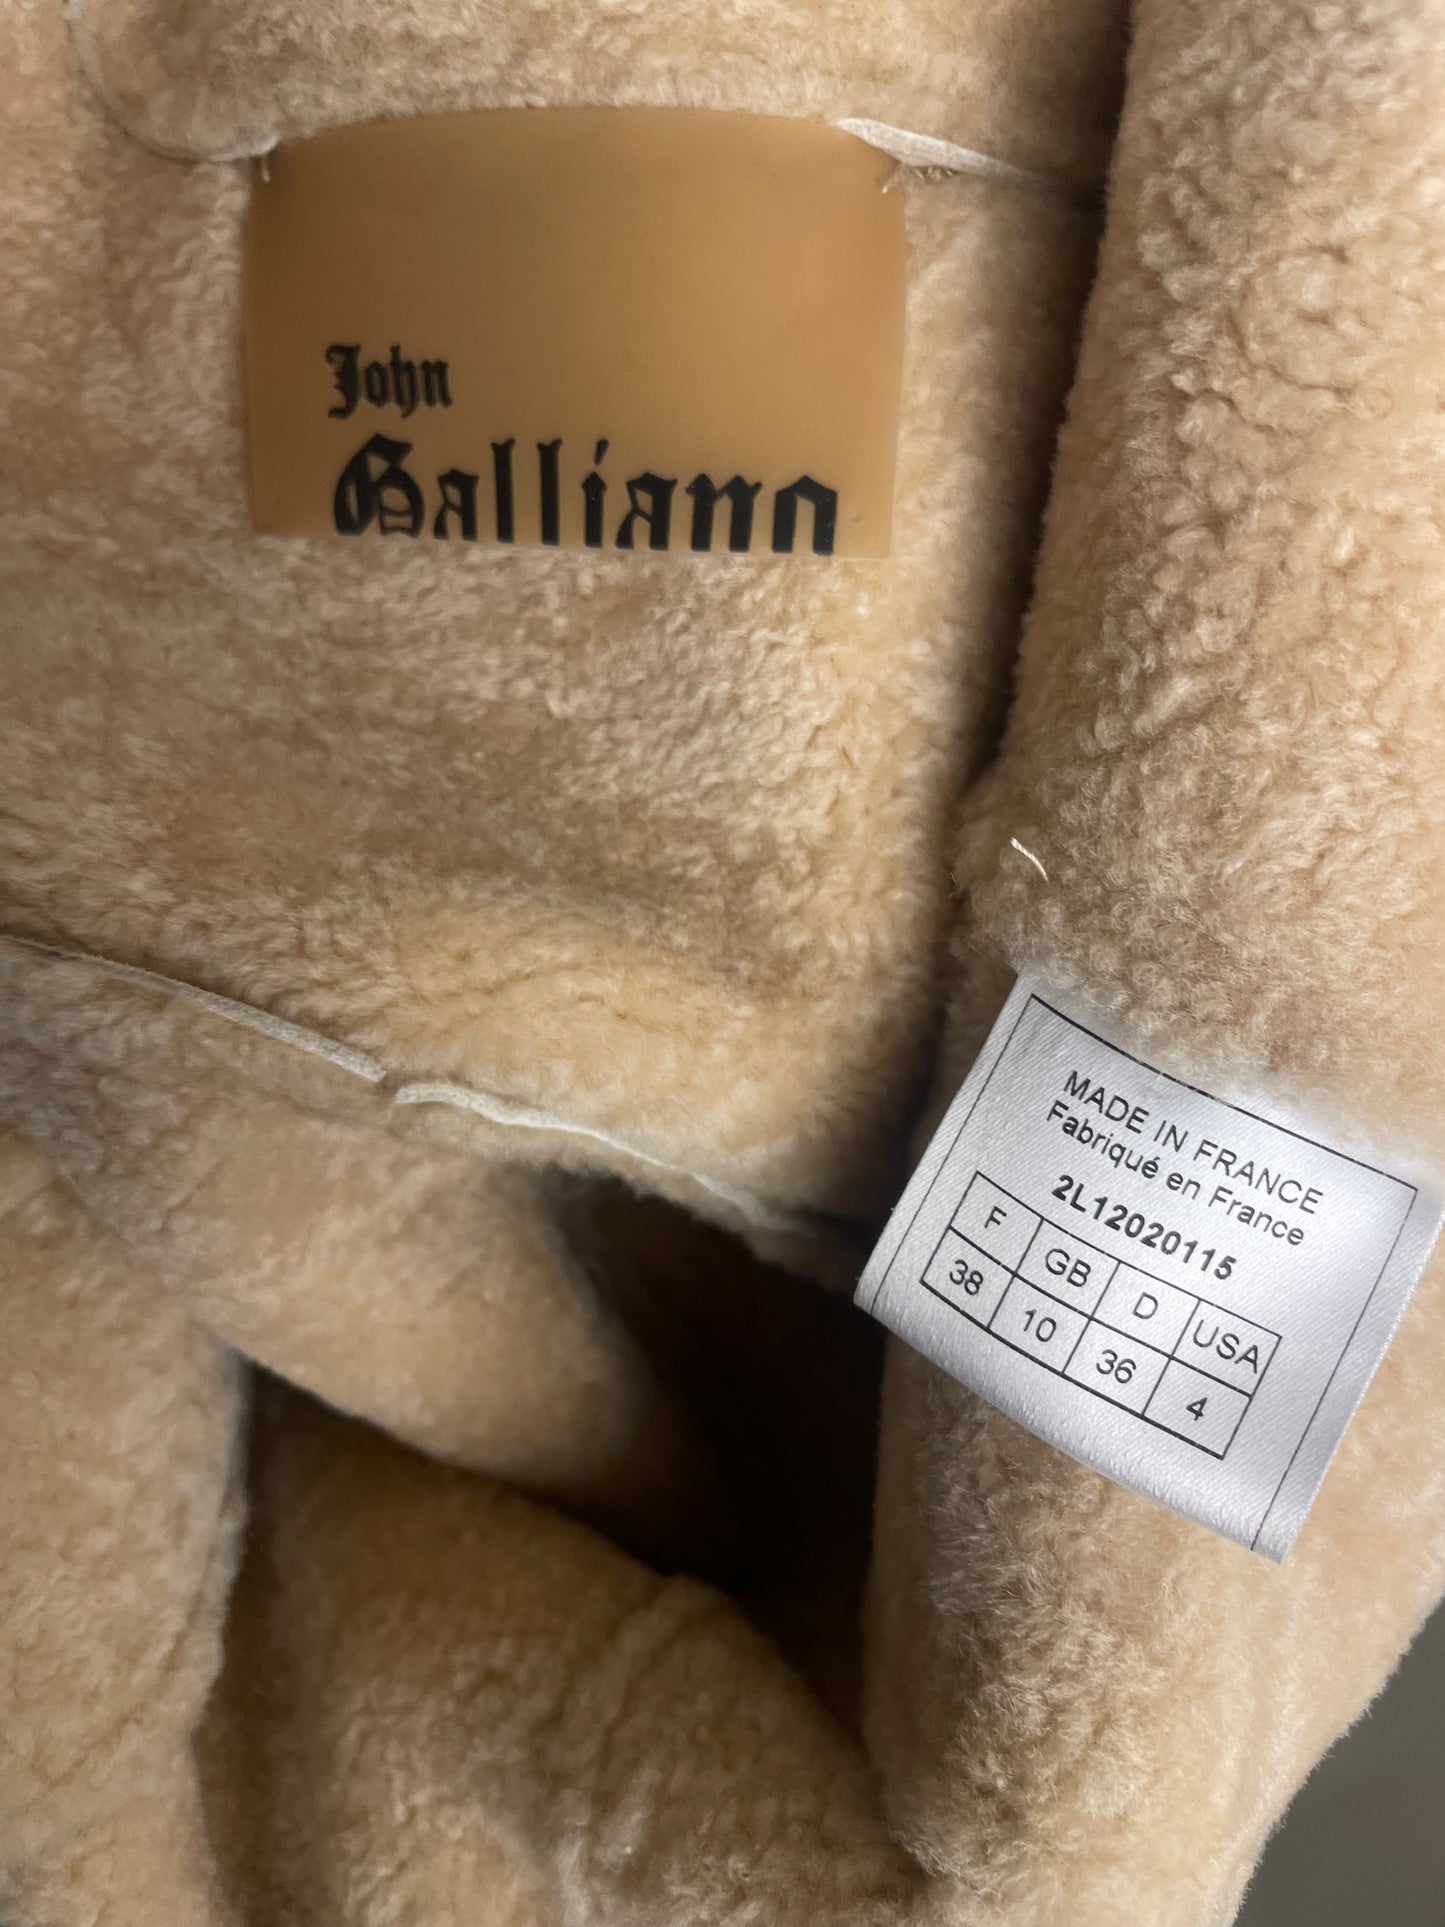 John
Galliano
MADE IN FRANCE
Fabriqué en France
2L12020115
F GB D USA
38 10 36 4